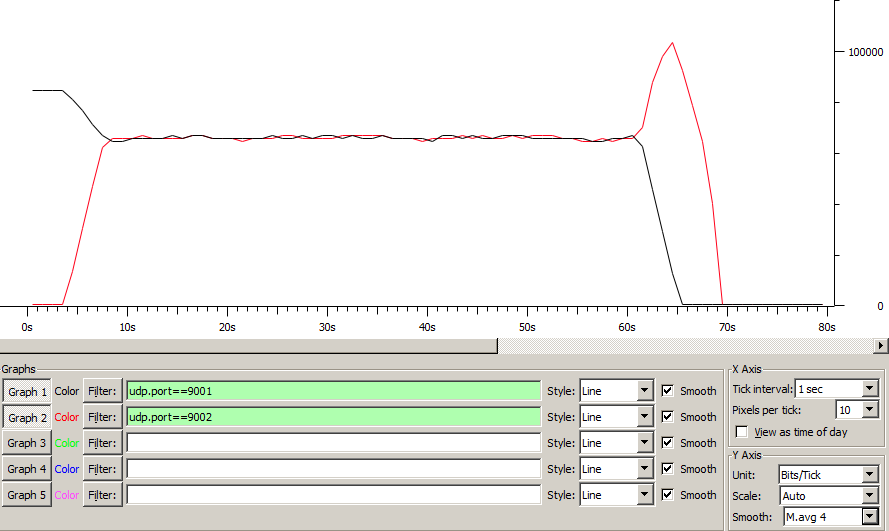 100000
0
0s 10s 20s 30s 40s 50s 60s 70s 80s
Graphs
Graph 1 Color Filter: udp.port==9001 Style: Line Smooth
Graph 2 Color Filter: udp.port==9002 Style: Line Smooth
Graph 3 Color Filter: Style: Line Smooth
Graph 4 Color Filter: Style: Line Smooth
Graph 5 Color Filter: Style: Line Smooth
X Axis
Tick interval: 1 sec
Pixels per tick: 10
View as time of day
Y Axis
Unit: Bits/Tick
Scale: Auto
Smooth: M.avg 4